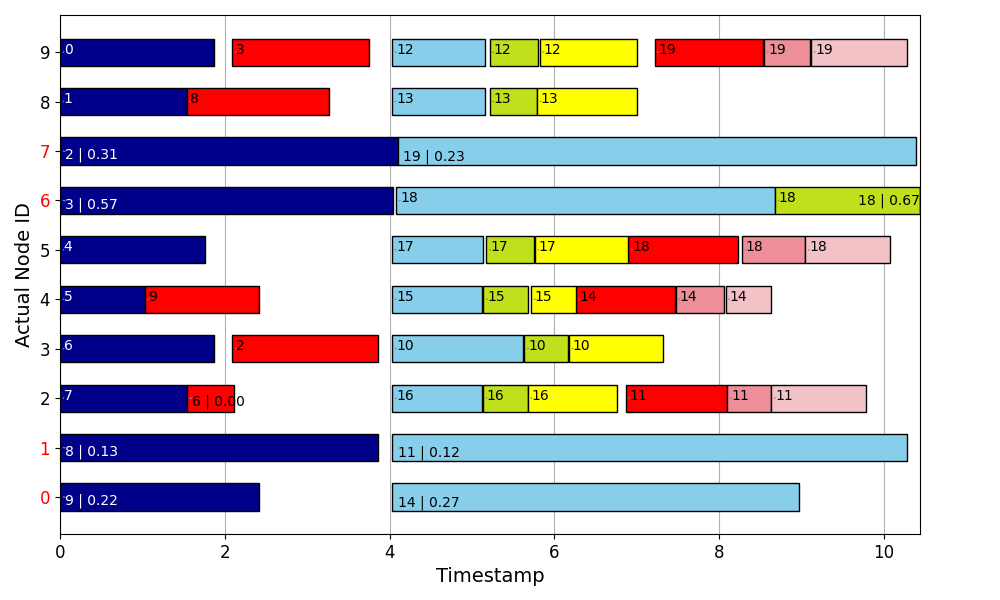 9 0 3 12 12 12 19 19 19
8 1 8 13 13 13
7 2 | 0.31 19 | 0.23
6 3 | 0.57 18 18 18 | 0.67
5 4 17 17 17 18 18 18
4 5 9 15 15 15 14 14 14
3 6 2 10 10 10
2 7 6 | 0.00 16 16 16 11 11 11
1 8 | 0.13 11 | 0.12
0 9 | 0.22 14 | 0.27
0 2 4 6 8 10
Timestamp
Actual Node ID